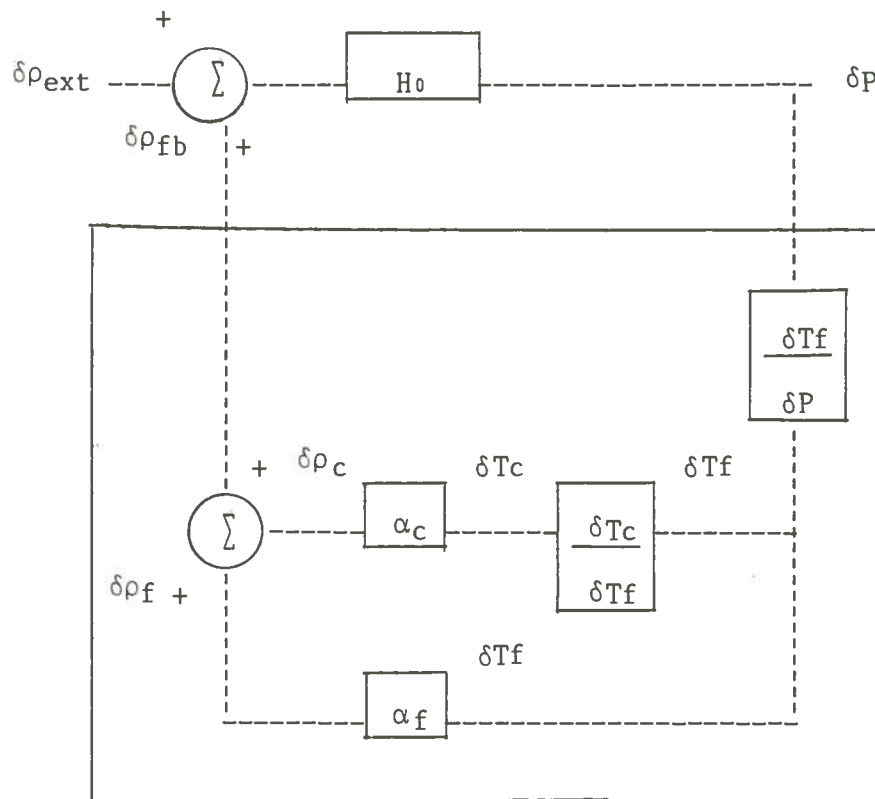 +
δρext Σ H0 δP
δρfb +
δTf
δP
+ δρc δTc δTf
Σ αc δTc
δTf
δρf +
δTf
αf